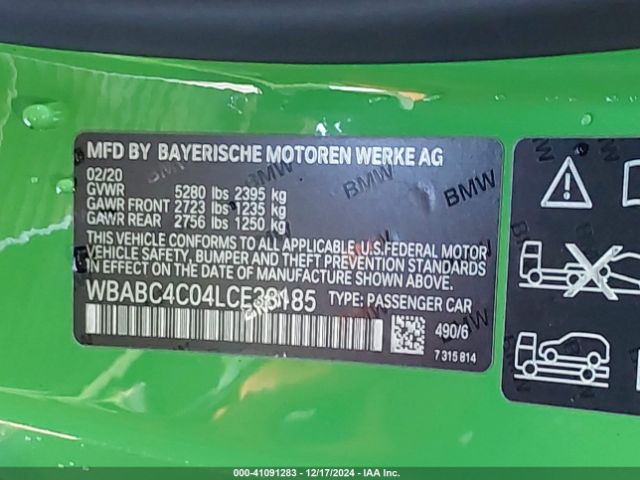 MFD BY BAYERISCHE MOTOREN WERKE AG
02/20
GVWR 5280 lbs 2395 kg
GAWR FRONT 2723 lbs 1235 kg
GAWR REAR 2756 lbs 1250 kg
THIS VEHICLE CONFORMS TO ALL APPLICABLE U.S. FEDERAL MOTOR
VEHICLE SAFETY, BUMPER AND THEFT PREVENTION STANDARDS
IN EFFECT ON THE DATE OF MANUFACTURE SHOWN ABOVE.
TYPE: PASSENGER CAR
490/6
7 315 814
BMW
BMW
BMW
000-41091283 - 12/17/2024 - IAA Inc.